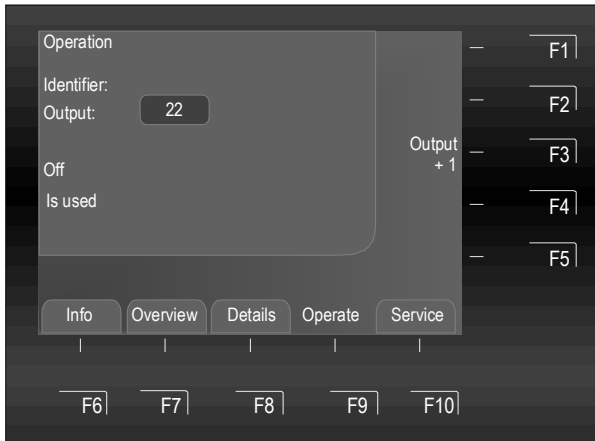 Operation
F1
Identifier:
Output: 22
F2
Output
+ 1
F3
Off
Is used
F4
F5
Info Overview Details Operate Service
F6 F7 F8 F9 F10